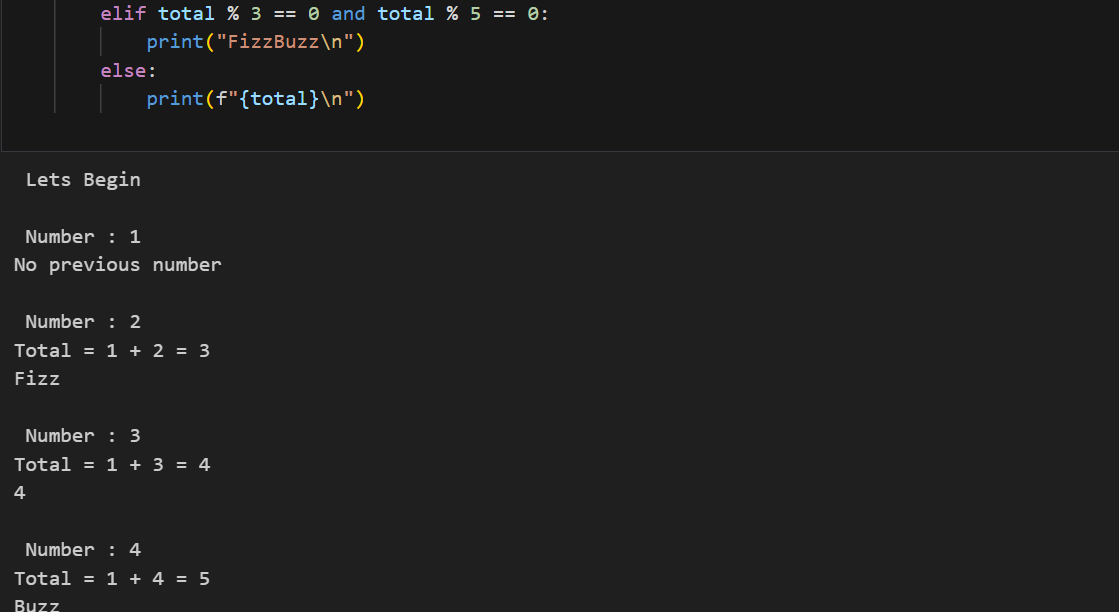 elif total % 3 == 0 and total % 5 == 0:
print("FizzBuzz\n")
else:
print(f"{total}\n")
Lets Begin
Number : 1
No previous number
Number : 2
Total = 1 + 2 = 3
Fizz
Number : 3
Total = 1 + 3 = 4
4
Number : 4
Total = 1 + 4 = 5
Buzz